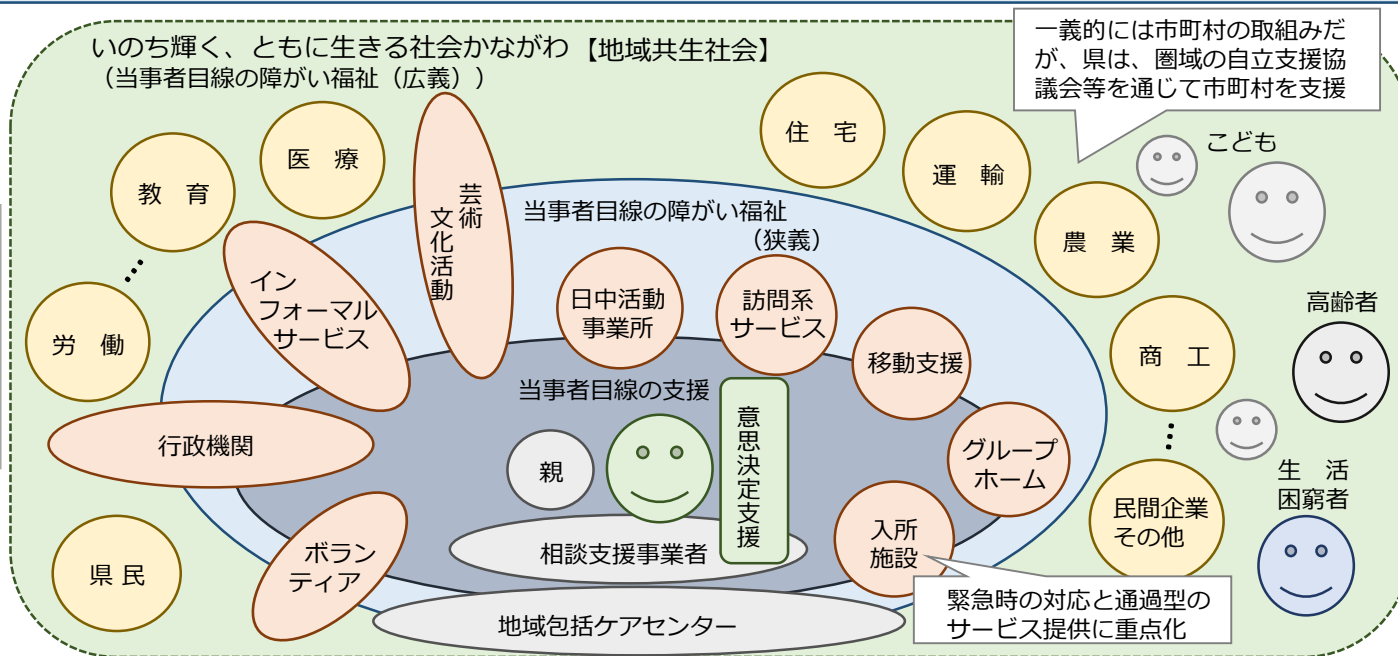 いのち輝く、ともに生きる社会かながわ【地域共生社会】
（当事者目線の障がい福祉（広義））
一義的には市町村の取組みだ
が、県は、圏域の自立支援協
議会等を通じて市町村を支援
住　宅
医　療
運　輸
こども
教　育
芸術
文化活動
当事者目線の障がい福祉
（狭義）
農　業
イン
フォーマル
サービス
日中活動
事業所
訪問系
サービス
高齢者
労　働
移動支援
商　工
当事者目線の支援
意思決定支援
行政機関
親
グループ
ホーム
生　活
困窮者
民間企業
その他
相談支援事業者
入所
施設
ボラン
ティア
県 民
緊急時の対応と通過型の
サービス提供に重点化
地域包括ケアセンター